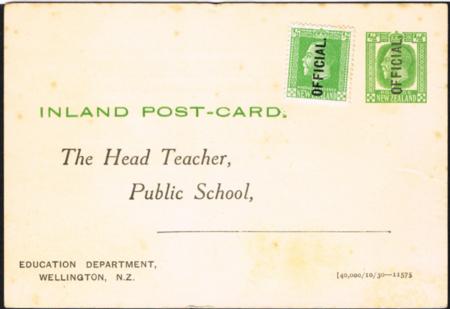 OFFICIAL.
NEW ZEALAND
OFFICIAL.
NEW ZEALAND
INLAND POST-CARD.
The Head Teacher,
Public School,
EDUCATION DEPARTMENT,
WELLINGTON, N.Z.
[40,000/10/30—11575